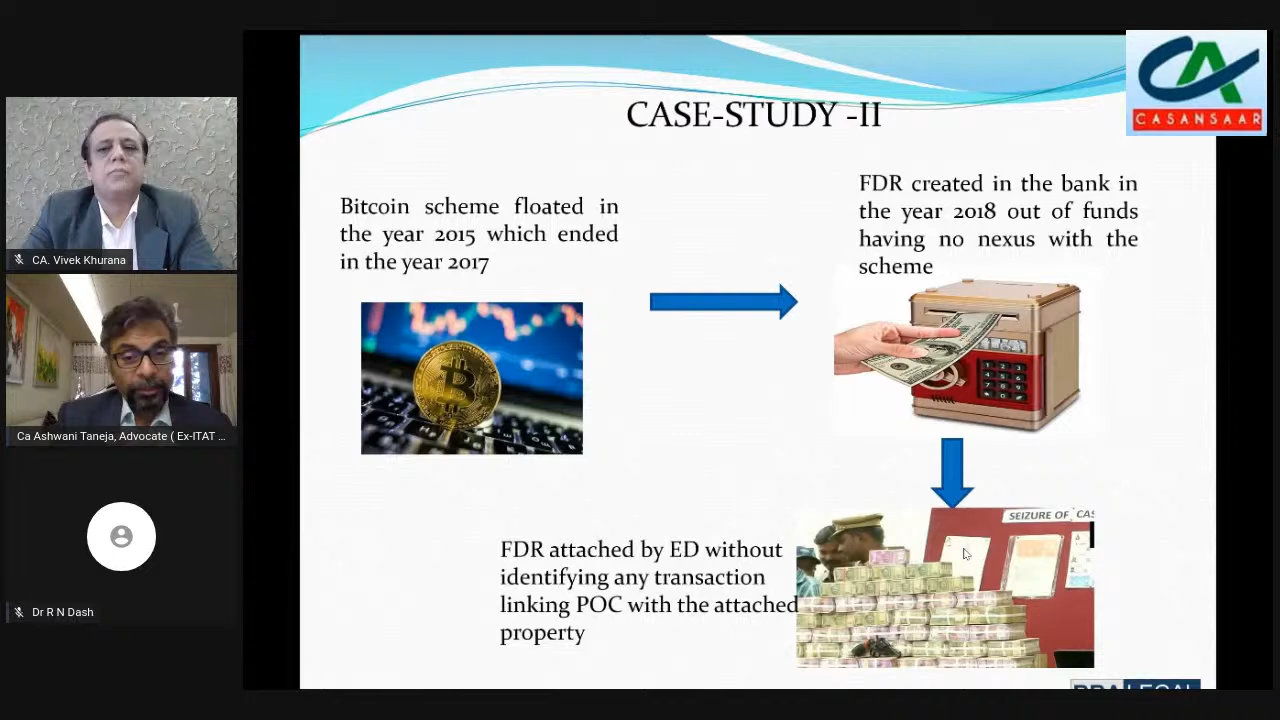 CASE-STUDY -II
CASANSAAR
Bitcoin scheme floated in
the year 2015 which ended
in the year 2017
FDR created in the bank in
the year 2018 out of funds
having no nexus with the
scheme
FDR attached by ED without
identifying any transaction
linking POC with the attached
property
SEIZURE OF CAS
CA. Vivek Khurana
Ca Ashwani Taneja, Advocate ( Ex-ITAT ...
Dr R N Dash